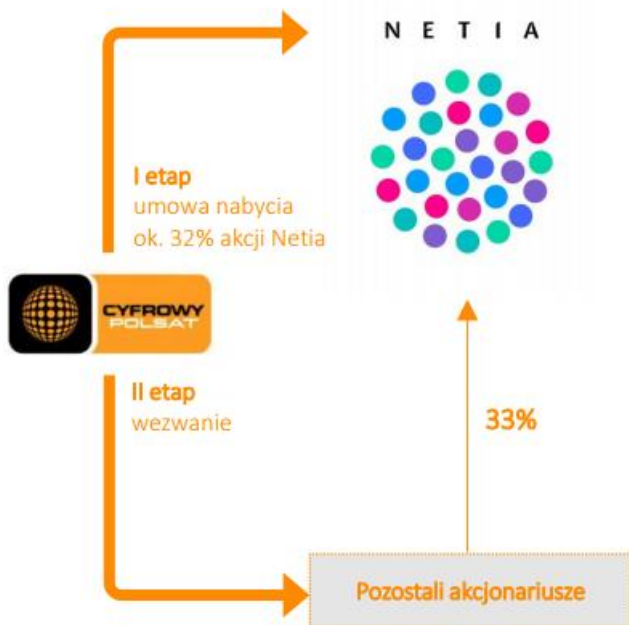 N E T I A
I etap
umowa nabycia
ok. 32% akcji Netia
CYFROWY
POLSAT
II etap
wezwanie
33%
Pozostali akcjonariusze